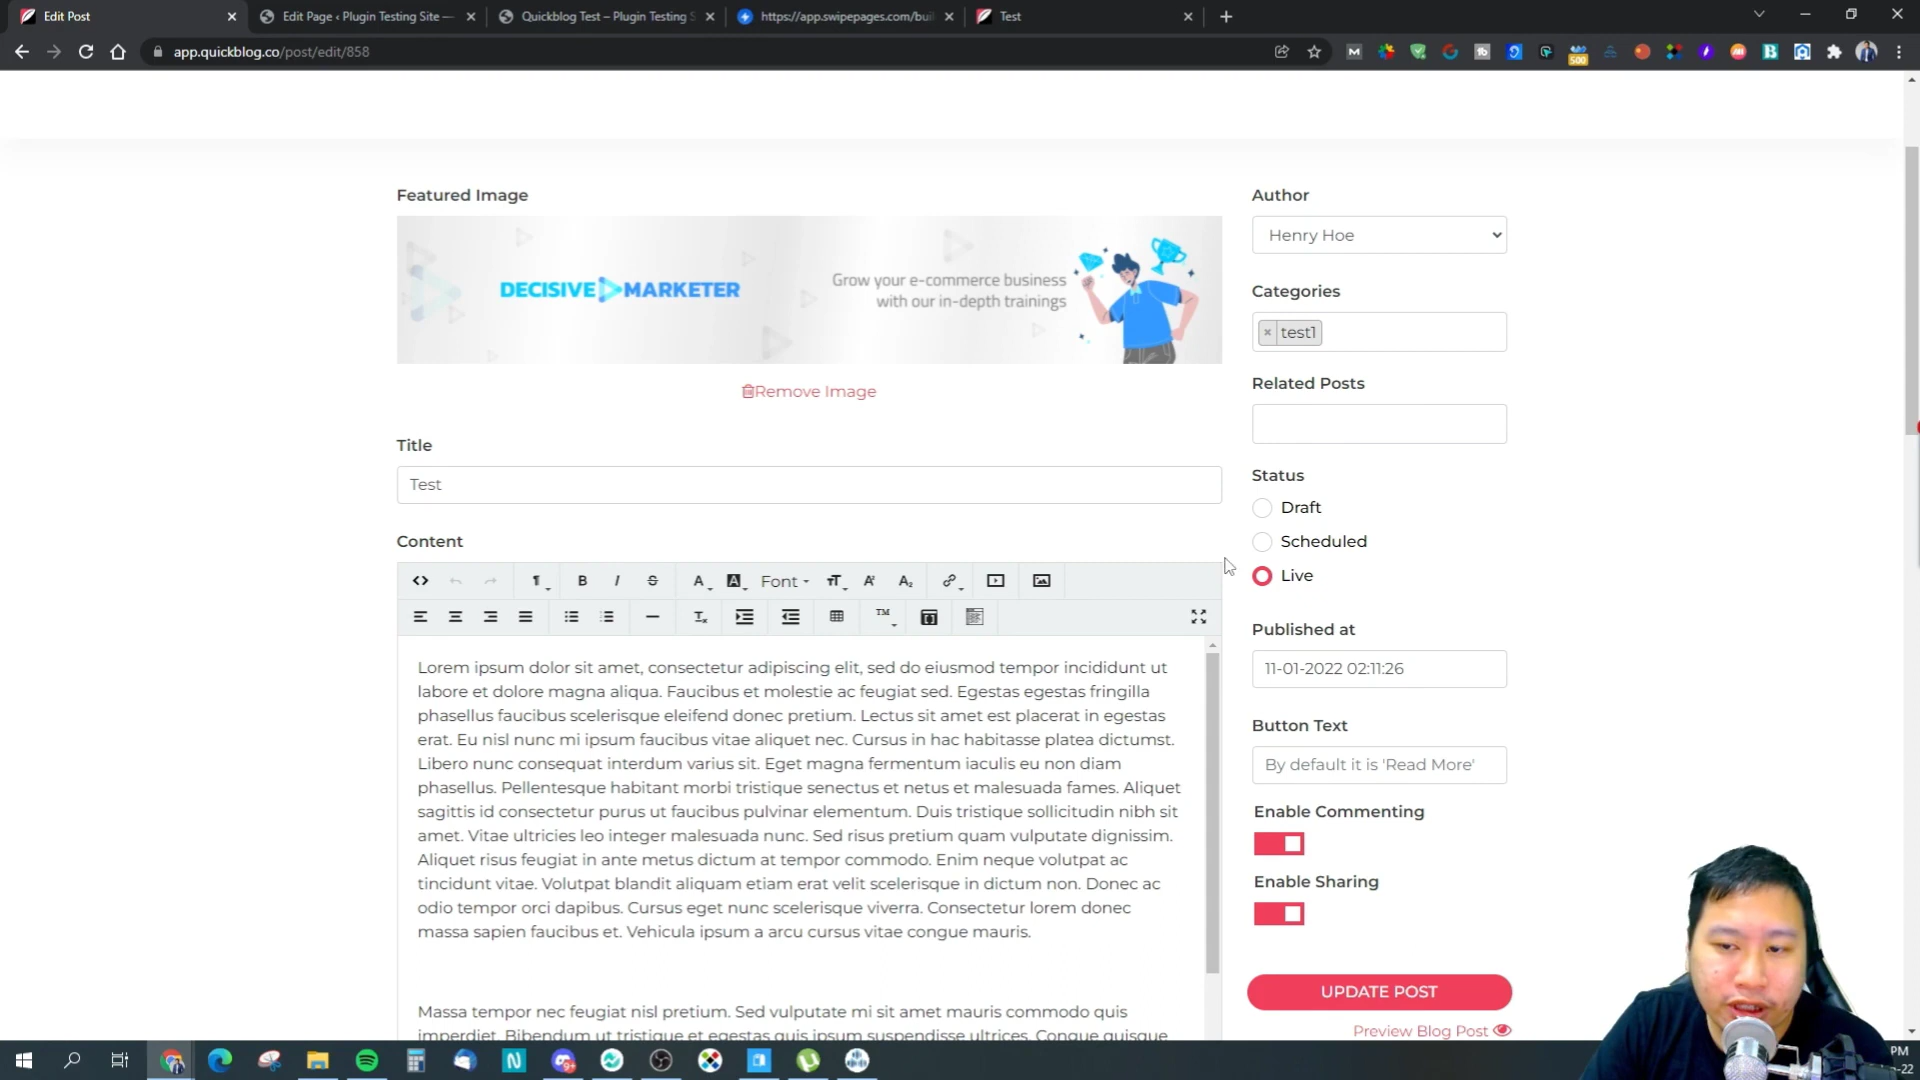 Edit Post
Edit Page ‹ Plugin Testing Site —
Quickblog Test – Plugin Testing S
https://app.swipepages.com/bui
Test
app.quickblog.co/post/edit/858
500
Featured Image
DECISIVE MARKETER
Grow your e-commerce business
with our in-depth trainings
Remove Image
Title
Test
Content
Font
Lorem ipsum dolor sit amet, consectetur adipiscing elit, sed do eiusmod tempor incididunt ut
labore et dolore magna aliqua. Faucibus et molestie ac feugiat sed. Egestas egestas fringilla
phasellus faucibus scelerisque eleifend donec pretium. Lectus sit amet est placerat in egestas
erat. Eu nisl nunc mi ipsum faucibus vitae aliquet nec. Cursus in hac habitasse platea dictumst.
Libero nunc consequat interdum varius sit. Eget magna fermentum iaculis eu non diam
phasellus. Pellentesque habitant morbi tristique senectus et netus et malesuada fames. Aliquet
sagittis id consectetur purus ut faucibus pulvinar elementum. Duis tristique sollicitudin nibh sit
amet. Vitae ultricies leo integer malesuada nunc. Sed risus pretium quam vulputate dignissim.
Aliquet risus feugiat in ante metus dictum at tempor commodo. Enim neque volutpat ac
tincidunt vitae. Volutpat blandit aliquam etiam erat velit scelerisque in dictum non. Donec ac
odio tempor orci dapibus. Cursus eget nunc scelerisque viverra. Consectetur lorem donec
massa sapien faucibus et. Vehicula ipsum a arcu cursus vitae congue mauris.
Massa tempor nec feugiat nisl pretium. Sed vulputate mi sit amet mauris commodo quis
imperdiet. Bibendum ut tristique et egestas quis ipsum suspendisse ultrices. Congue quisque
Author
Henry Hoe
Categories
× test1
Related Posts
Status
Draft
Scheduled
Live
Published at
11-01-2022 02:11:26
Button Text
By default it is 'Read More'
Enable Commenting
Enable Sharing
UPDATE POST
Preview Blog Post
PM